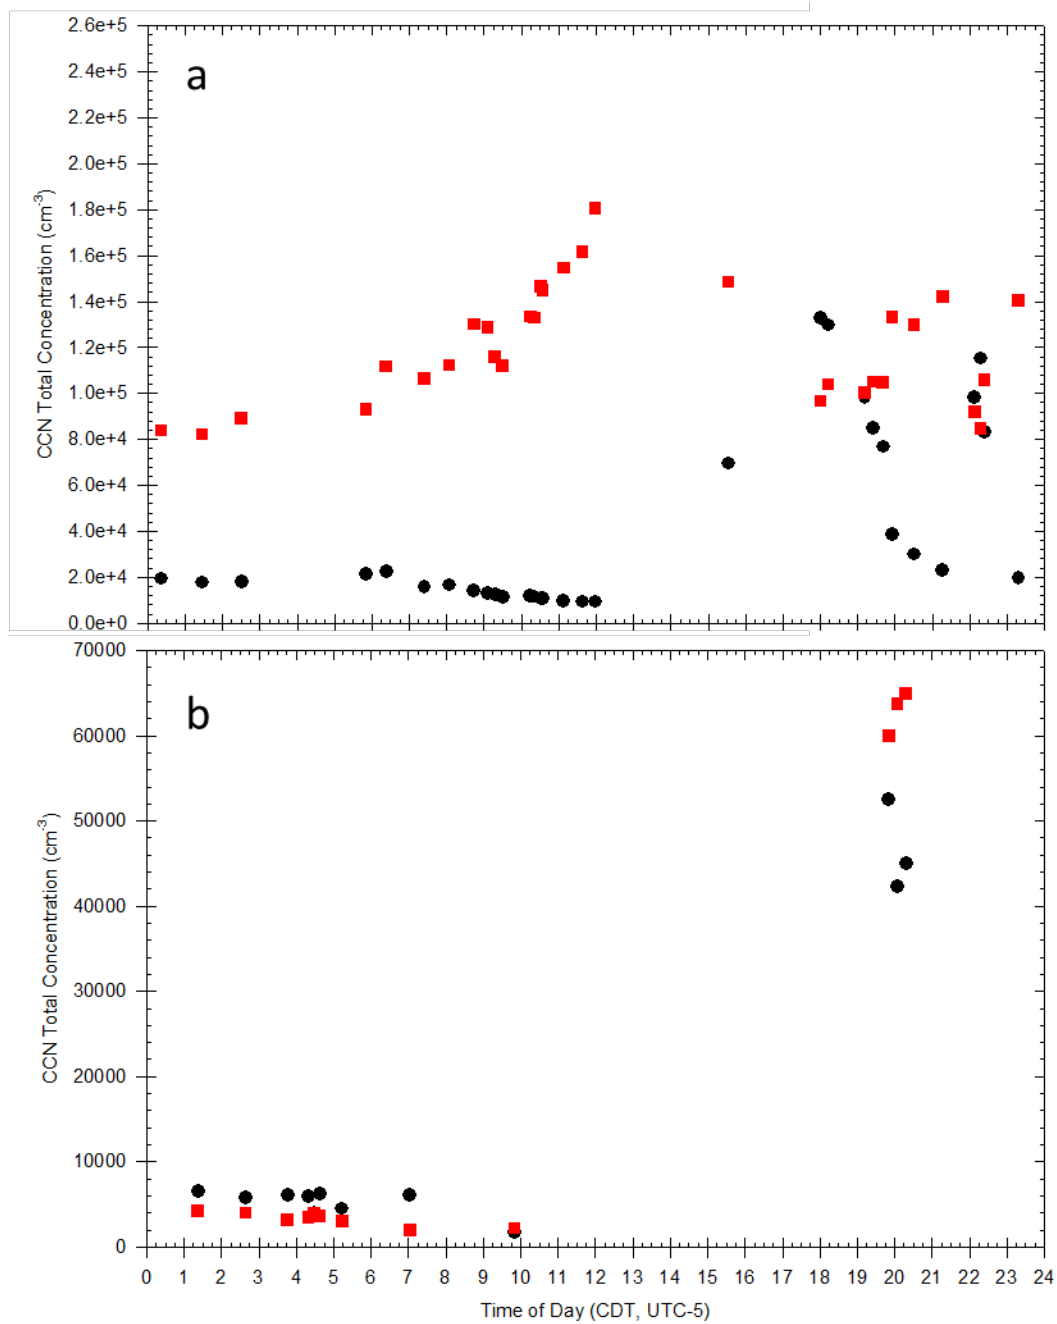 2.6e+5
a
2.4e+5
2.2e+5
2.0e+5
1.8e+5
1.6e+5
1.4e+5
1.2e+5
1.0e+5
8.0e+4
6.0e+4
4.0e+4
2.0e+4
0.0e+0
CCN Total Concentration (cm-3)
70000
b
60000
50000
40000
30000
20000
10000
0
CCN Total Concentration (cm-3)
0 1 2 3 4 5 6 7 8 9 10 11 12 13 14 15 16 17 18 19 20 21 22 23 24
Time of Day (CDT, UTC-5)